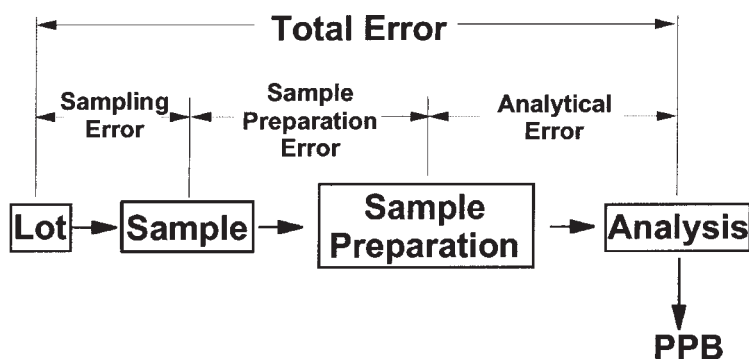 Total Error
Sampling
Error
Sample
Preparation
Error
Analytical
Error
Lot
Sample
Sample
Preparation
Analysis
PPB